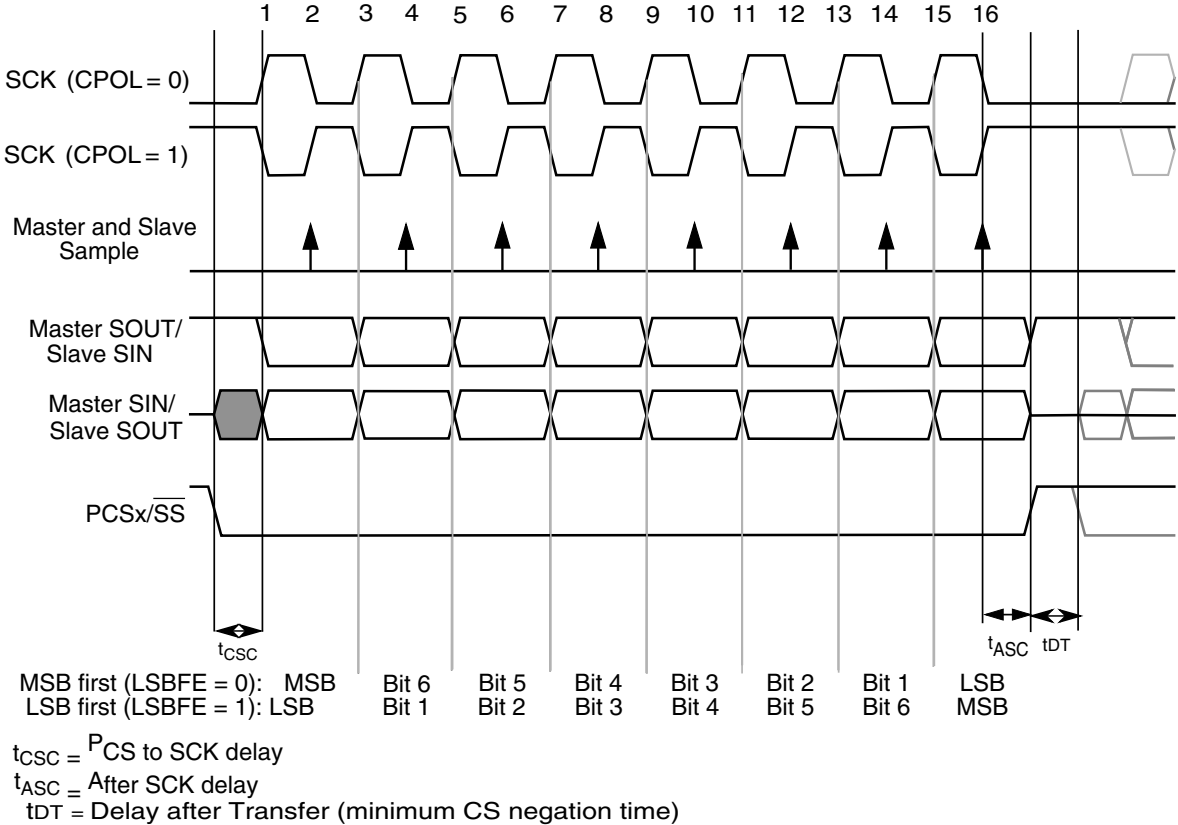 1 2 3 4 5 6 7 8 9 10 11 12 13 14 15 16
SCK (CPOL = 0)
SCK (CPOL = 1)
Master and Slave
Sample
Master SOUT/
Slave SIN
Master SIN/
Slave SOUT
PCSx/SS
tCSC tASC tDT
MSB first (LSBFE = 0): MSB Bit 6 Bit 5 Bit 4 Bit 3 Bit 2 Bit 1 LSB
LSB first (LSBFE = 1): LSB Bit 1 Bit 2 Bit 3 Bit 4 Bit 5 Bit 6 MSB
tCSC = PCS to SCK delay
tASC = After SCK delay
tDT = Delay after Transfer (minimum CS negation time)